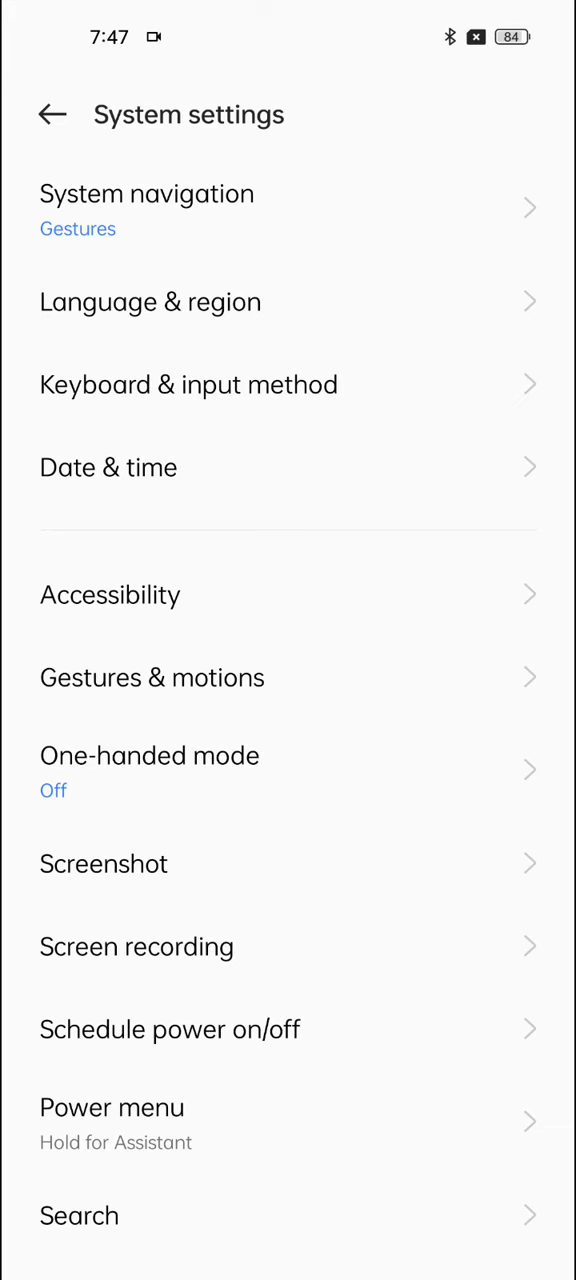 7:47 84
System settings
System navigation
Gestures
Language & region
Keyboard & input method
Date & time
Accessibility
Gestures & motions
One-handed mode
Off
Screenshot
Screen recording
Schedule power on/off
Power menu
Hold for Assistant
Search